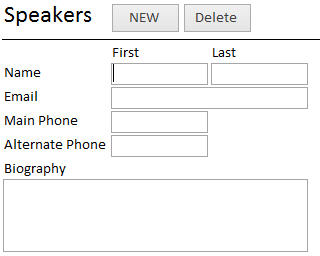 Speakers NEW Delete
First Last
Name
Email
Main Phone
Alternate Phone
Biography